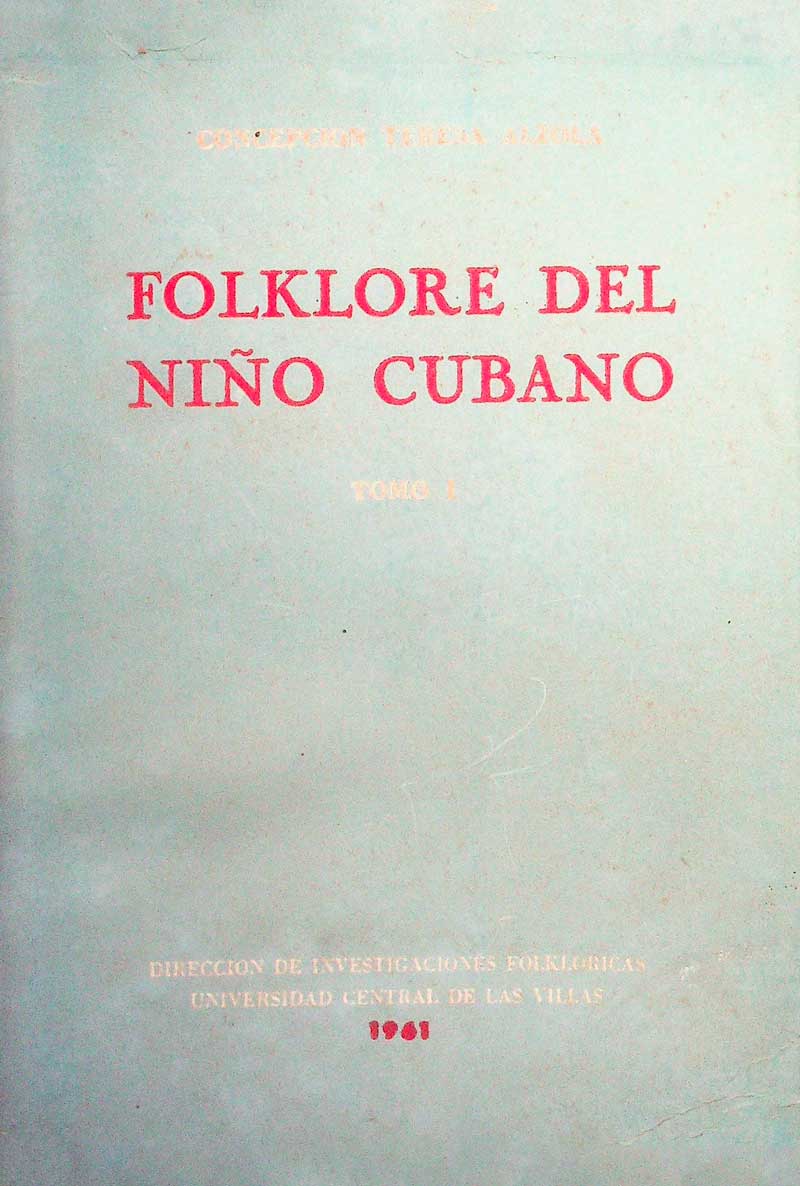 CONCEPCION TERESA ALZOLA
FOLKLORE DEL
NIÑO CUBANO
TOMO I
DIRECCION DE INVESTIGACIONES FOLKLORICAS
UNIVERSIDAD CENTRAL DE LAS VILLAS
1961